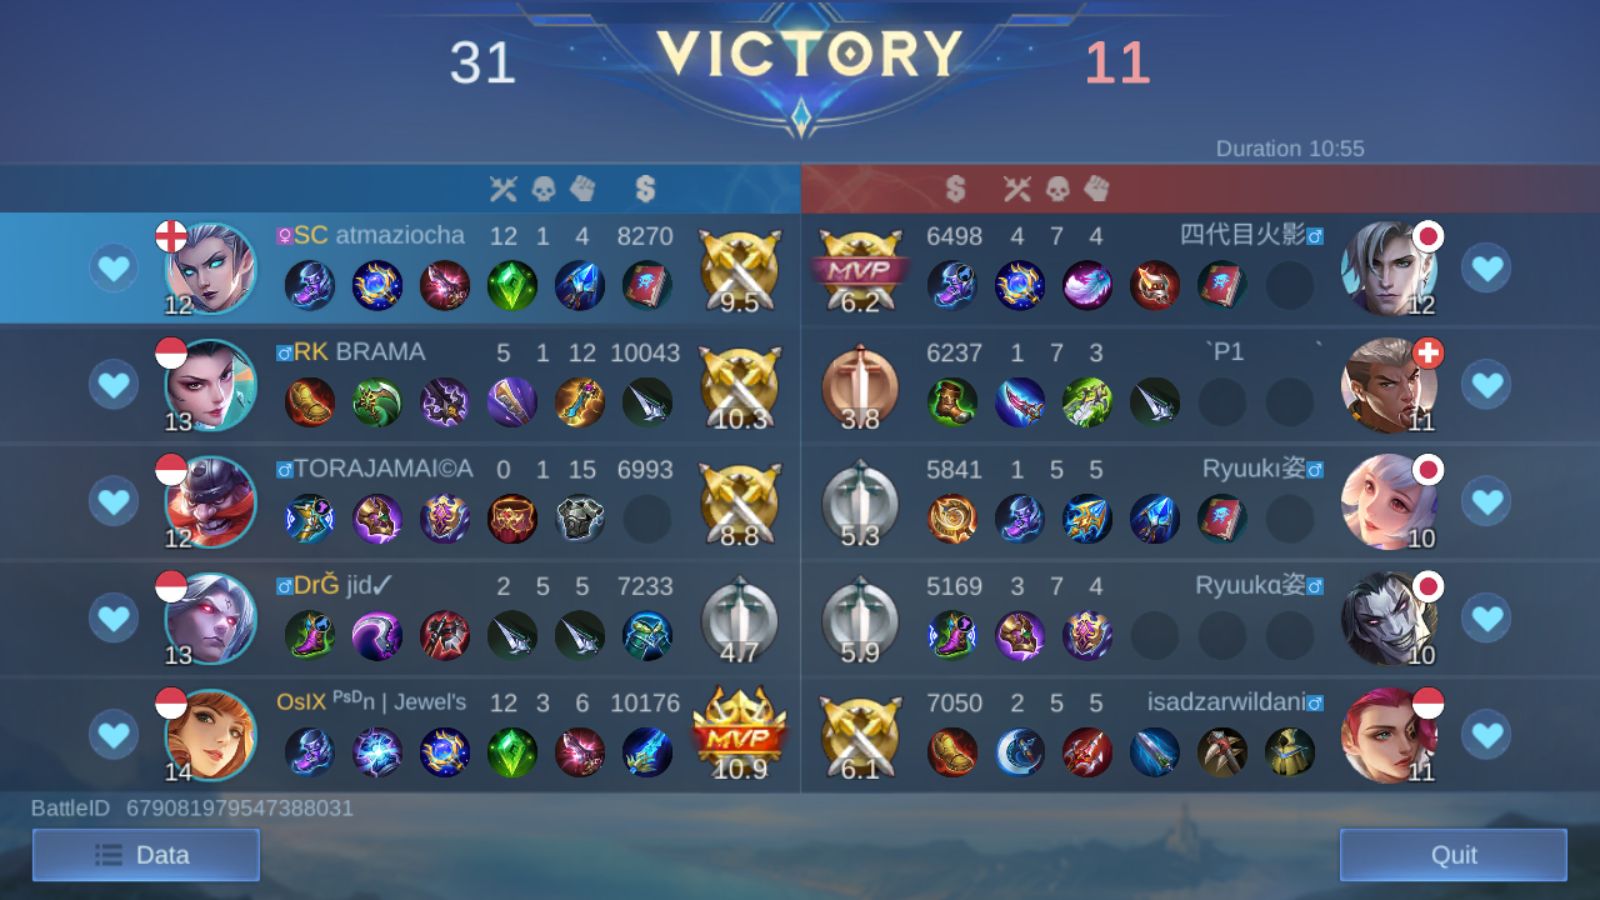 31 VICTORY 11
Duration 10:55
♀SC atmaziocha 12 1 4 8270
12 9.5
MVP 6498 4 7 4 四代目火影♂
6.2 12
♂RK BRAMA 5 1 12 10043
13 10.3
6237 1 7 3 `P1 `
3.8 11
♂TORAJAMAI©A 0 1 15 6993
12 8.8
5841 1 5 5 Ryuukı姿♂
5.3 10
♂DrĞ jid✓ 2 5 5 7233
13 4.7
5169 3 7 4 Ryuukɑ姿♂
5.9 10
OsIX ᴾˢᴰn | Jewel's 12 3 6 10176
MVP
14 10.9
7050 2 5 5 isadzarwildani♂
6.1 11
BattleID 679081979547388031
Data
Quit